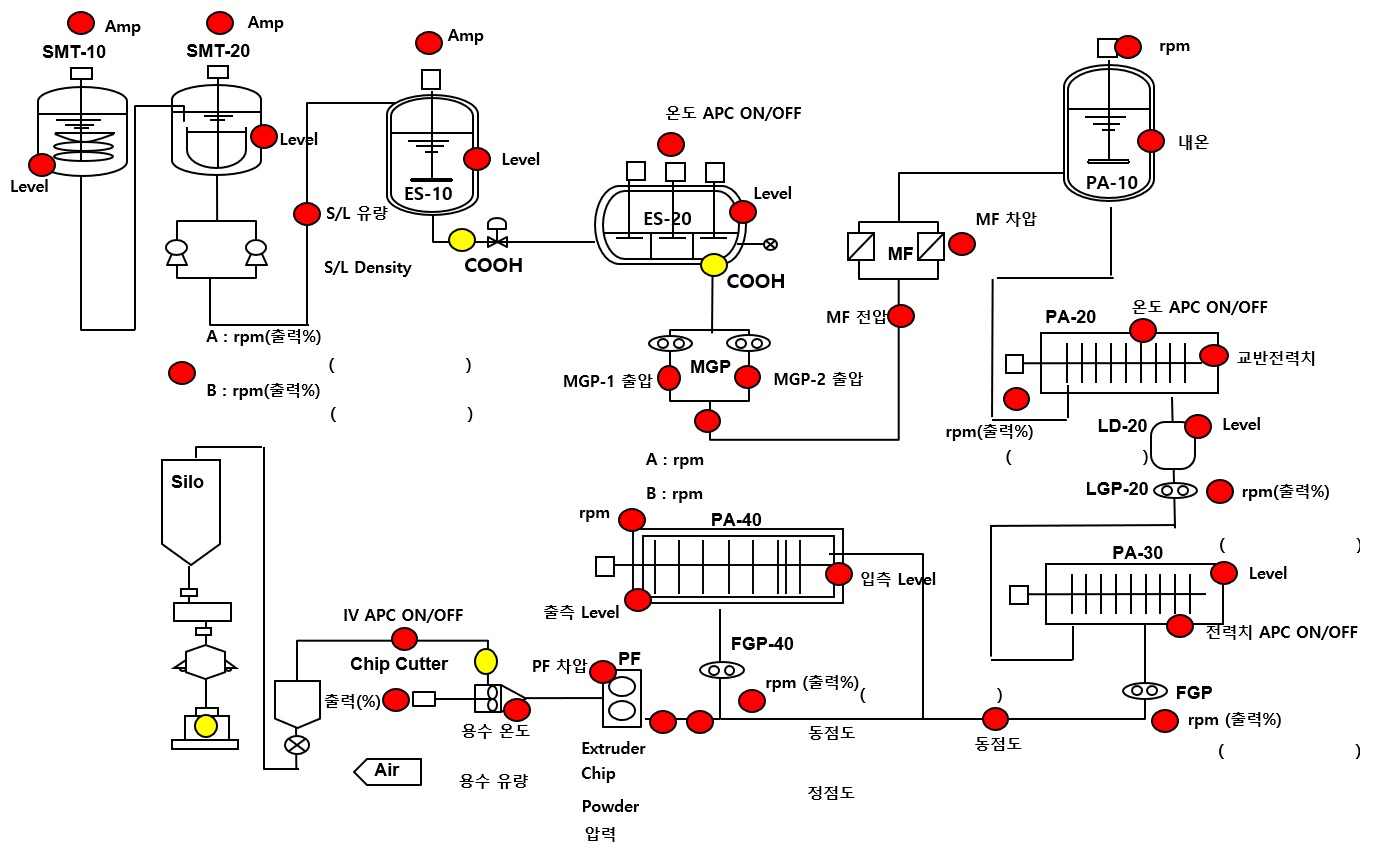 Amp
SMT-10
Level
Amp
SMT-20
Level
Amp
ES-10
Level
S/L 유량
S/L Density
A : rpm(출력%)
( )
B : rpm(출력%)
( )
COOH
온도 APC ON/OFF
Level
ES-20
COOH
MGP
MGP-1 출압
MGP-2 출압
A : rpm
B : rpm
MF
MF 차압
MF 전압
rpm
내온
PA-10
PA-20
온도 APC ON/OFF
교반전력치
rpm(출력%)
( )
LD-20
Level
LGP-20
rpm(출력%)
( )
PA-30
Level
전력치 APC ON/OFF
FGP
rpm (출력%)
( )
동점도
rpm
PA-40
입측 Level
출측 Level
FGP-40
rpm (출력%)
( )
동점도
정점도
PF 차압
PF
Extruder
Chip
Powder
압력
IV APC ON/OFF
Chip Cutter
출력(%)
용수 온도
용수 유량
Air
Silo